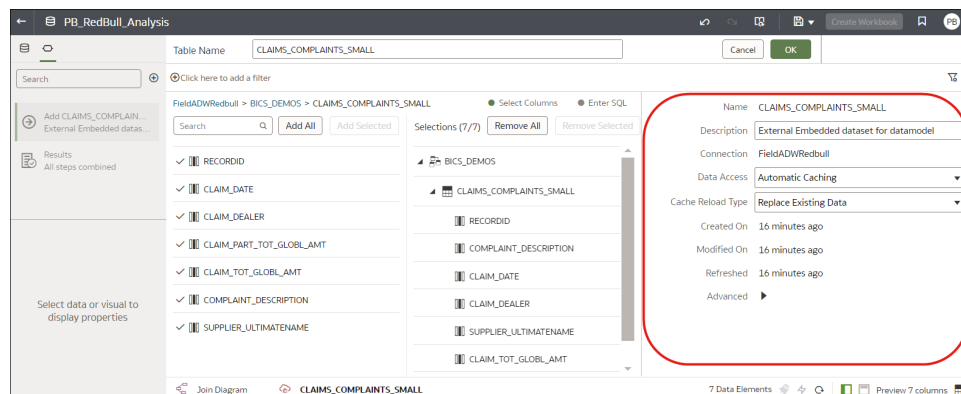 PB_RedBull_Analysis
Create Workbook
PB
Table Name
CLAIMS_COMPLAINTS_SMALL
Cancel
OK
Search
Click here to add a filter
Add CLAIMS_COMPLAIN...
External Embedded datas...
Results
All steps combined
Select data or visual to
display properties
FieldADWRedbull > BICS_DEMOS > CLAIMS_COMPLAINTS_SMALL
Select Columns
Enter SQL
Search
Add All
Add Selected
Selections (7/7)
Remove All
Remove Selected
RECORDID
CLAIM_DATE
CLAIM_DEALER
CLAIM_PART_TOT_GLOBL_AMT
CLAIM_TOT_GLOBL_AMT
COMPLAINT_DESCRIPTION
SUPPLIER_ULTIMATENAME
BICS_DEMOS
CLAIMS_COMPLAINTS_SMALL
RECORDID
COMPLAINT_DESCRIPTION
CLAIM_DATE
CLAIM_DEALER
SUPPLIER_ULTIMATENAME
CLAIM_TOT_GLOBL_AMT
Name CLAIMS_COMPLAINTS_SMALL
Description External Embedded dataset for datamodel
Connection FieldADWRedbull
Data Access Automatic Caching
Cache Reload Type Replace Existing Data
Created On 16 minutes ago
Modified On 16 minutes ago
Refreshed 16 minutes ago
Advanced
Join Diagram
CLAIMS_COMPLAINTS_SMALL
7 Data Elements
Preview 7 columns